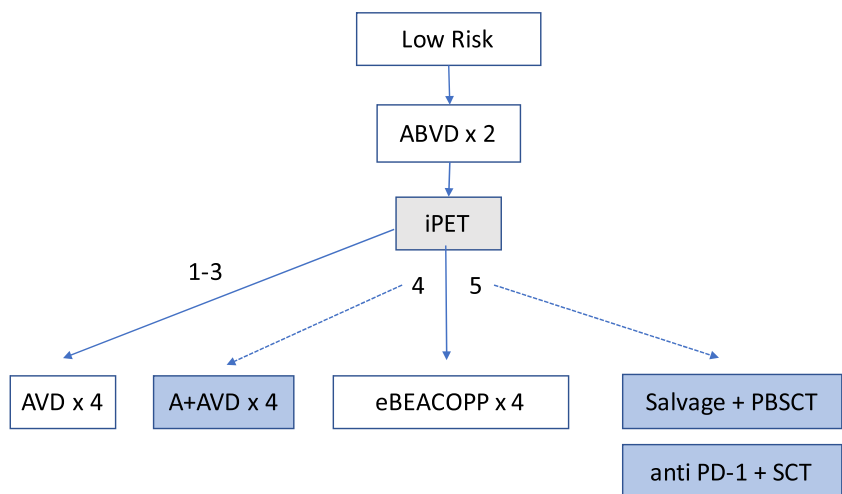 Low Risk
ABVD x 2
iPET
1-3
4
5
AVD x 4
A+AVD x 4
eBEACOPP x 4
Salvage + PBSCT
anti PD-1 + SCT